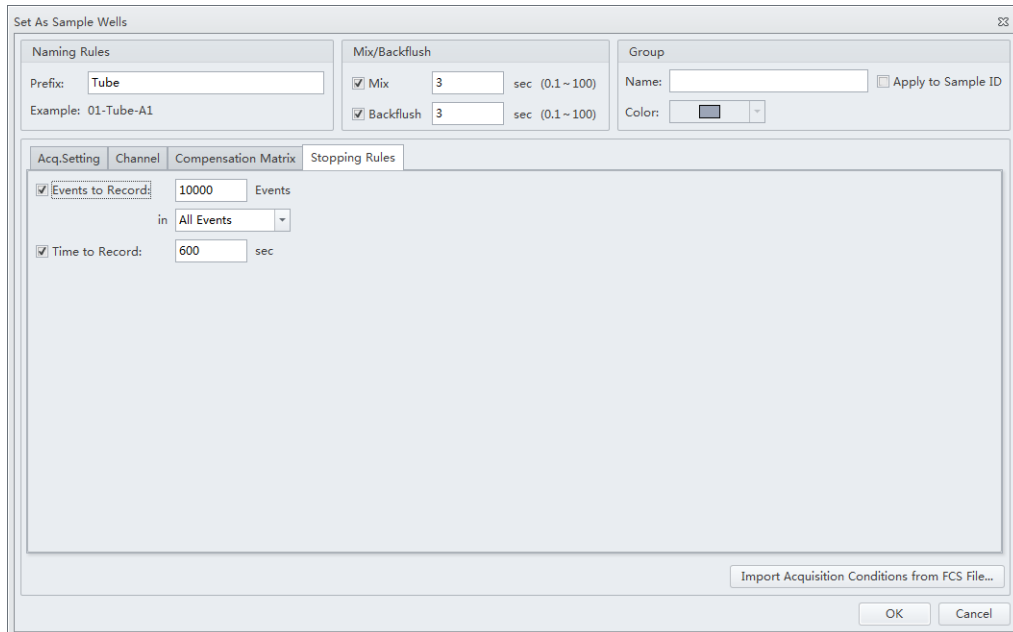 Set As Sample Wells
Naming Rules
Prefix: Tube
Example: 01-Tube-A1
Mix/Backflush
Mix 3 sec (0.1~100)
Backflush 3 sec (0.1~100)
Group
Name: Apply to Sample ID
Color:
Acq.Setting Channel Compensation Matrix Stopping Rules
Events to Record: 10000 Events
in All Events
Time to Record: 600 sec
Import Acquisition Conditions from FCS File...
OK Cancel